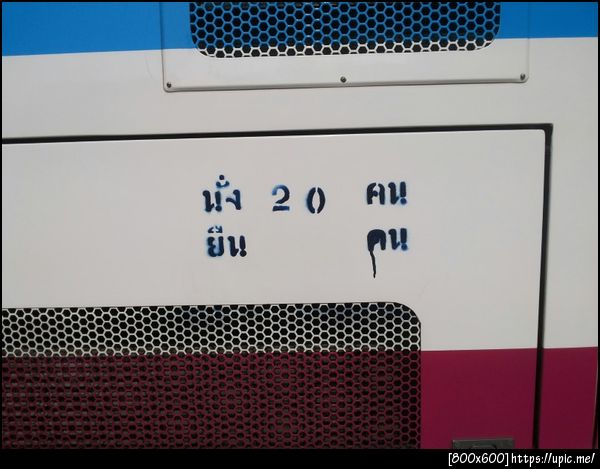 นั่ง 20 คน
ยืน คน
[800x600]https://upic.me/